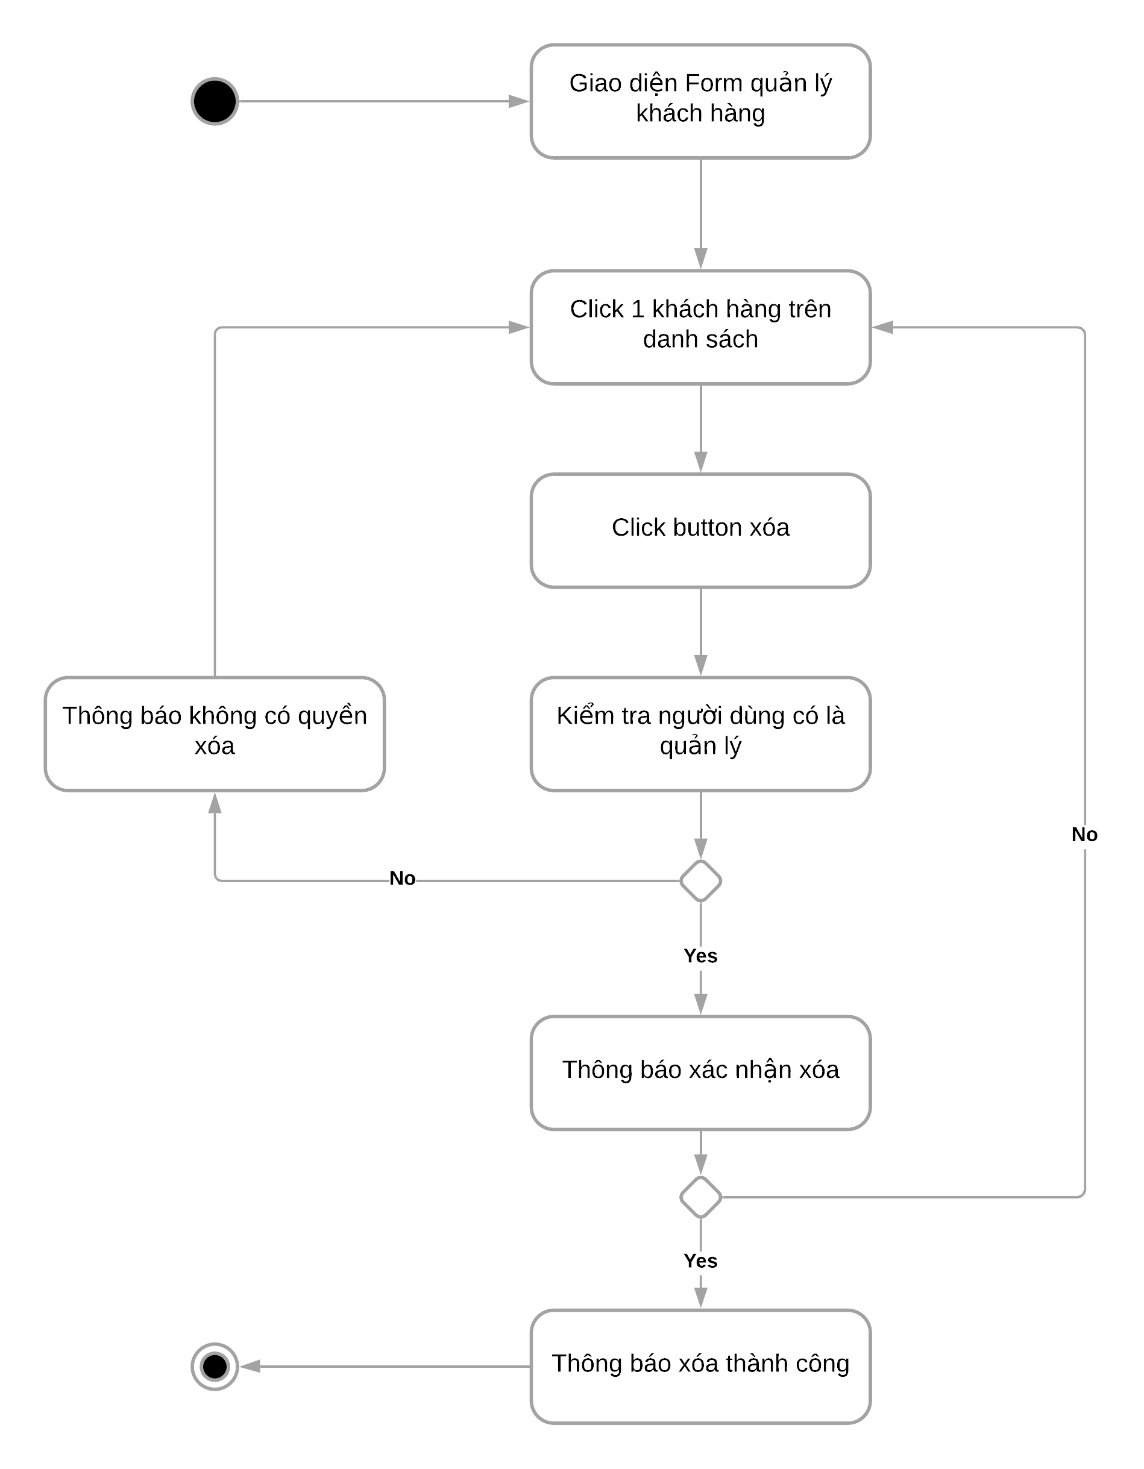 Giao diện Form quản lý
khách hàng
Click 1 khách hàng trên
danh sách
Click button xóa
Thông báo không có quyền
xóa
Kiểm tra người dùng có là
quản lý
No
No
Yes
Thông báo xác nhận xóa
Yes
Thông báo xóa thành công